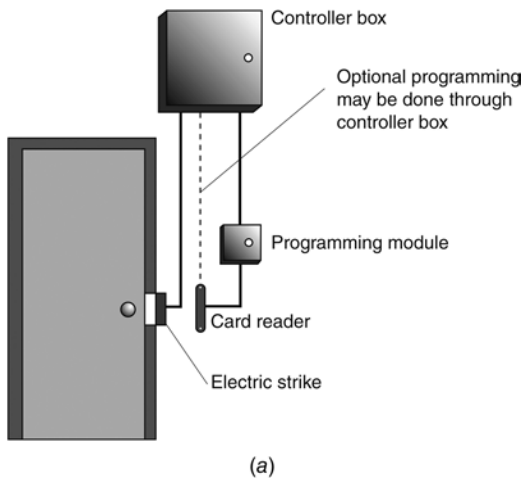 Controller box
Optional programming
may be done through
controller box
Programming module
Card reader
Electric strike
(a)